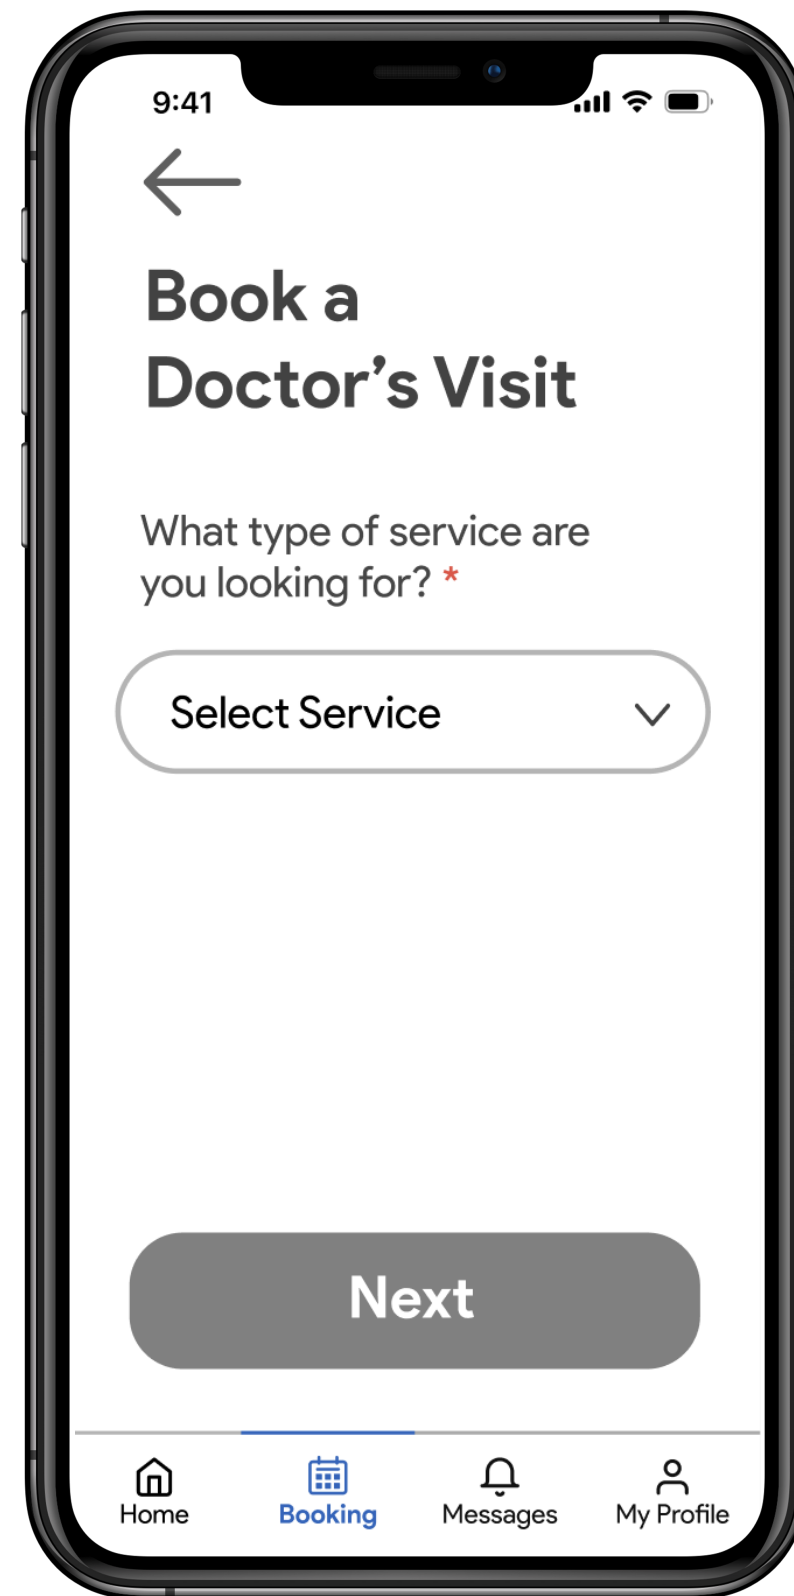 9:41
Book a
Doctor’s Visit
What type of service are
you looking for? *
Select Service
Next
Home
Booking
Messages
My Profile